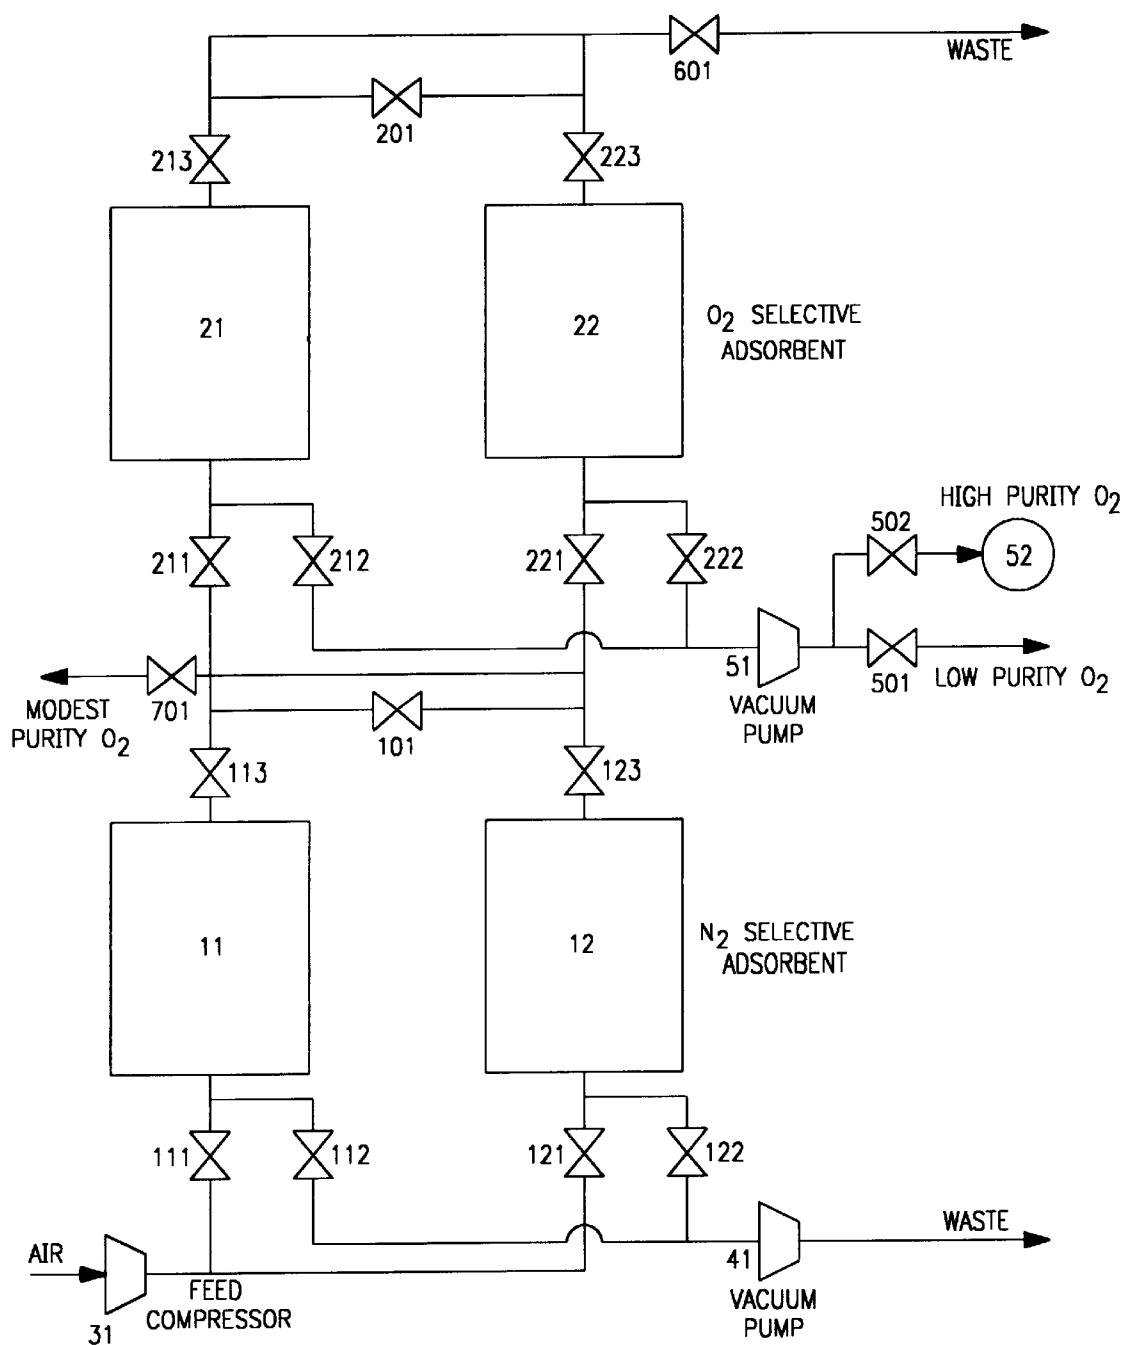 WASTE
601
201
213
223
21
22
O2 SELECTIVE
ADSORBENT
HIGH PURITY O2
502
52
211
212
221
222
51
VACUUM
PUMP
501
LOW PURITY O2
701
MODEST
PURITY O2
101
113
123
11
12
N2 SELECTIVE
ADSORBENT
111
112
121
122
WASTE
41
VACUUM
PUMP
AIR
FEED
COMPRESSOR
31